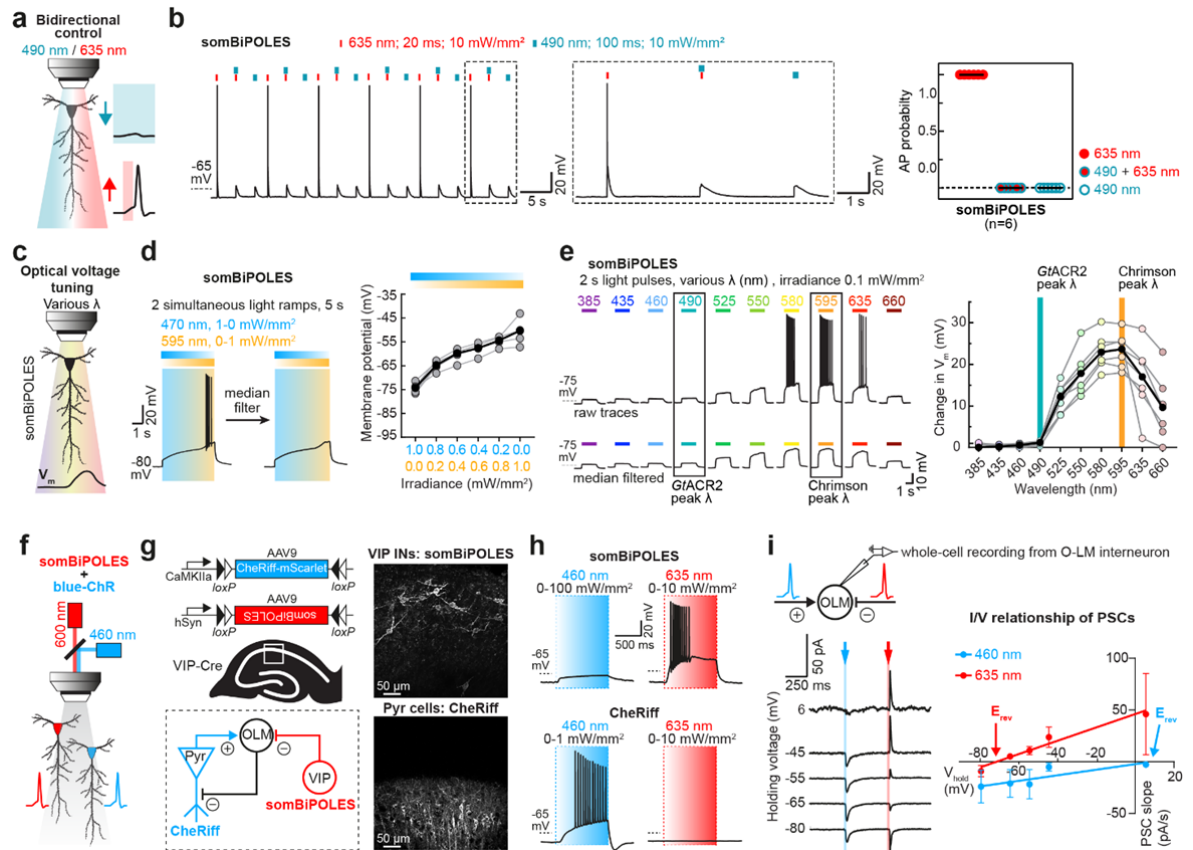 a
Bidirectional
control
490 nm / 635 nm
b
somBiPOLES
635 nm; 20 ms; 10 mW/mm²
490 nm; 100 ms; 10 mW/mm²
-65
mV
20 mV
5 s
20 mV
1 s
AP probabilty
1.0
0.5
0.0
somBiPOLES
(n=6)
635 nm
490 + 635 nm
490 nm
c
Optical voltage
tuning
Various λ
somBiPOLES
Vm
d
somBiPOLES
2 simultaneous light ramps, 5 s
470 nm, 1-0 mW/mm²
595 nm, 0-1 mW/mm²
1 s
20 mV
median
filter
-80
mV
Membrane potential (mV)
-35
-45
-55
-65
-75
-85
-95
1.0 0.8 0.6 0.4 0.2 0.0
0.0 0.2 0.4 0.6 0.8 1.0
Irradiance (mW/mm²)
e
somBiPOLES
2 s light pulses, various λ (nm) , irradiance 0.1 mW/mm²
385 435 460 490 525 550 580 595 635 660
-75
mV
raw traces
-75
mV
median filtered
GtACR2
peak λ
Chrimson
peak λ
1 s
10 mV
GtACR2
peak λ
Chrimson
peak λ
Change in Vm (mV)
30
20
10
0
385 435 460 490 525 550 580 595 635 660
Wavelength (nm)
f
somBiPOLES
+
blue-ChR
600 nm
460 nm
g
AAV9
CaMKIIa
CheRiff-mScarlet
loxP
loxP
AAV9
hSyn
somBiPOLES
loxP
loxP
VIP-Cre
Pyr
+
OLM
−
−
VIP
somBiPOLES
CheRiff
VIP INs: somBiPOLES
50 µm
Pyr cells: CheRiff
50 µm
h
somBiPOLES
460 nm
0-100 mW/mm²
635 nm
0-10 mW/mm²
20 mV
500 ms
-65
mV
CheRiff
460 nm
0-1 mW/mm²
635 nm
0-10 mW/mm²
-65
mV
i
whole-cell recording from O-LM interneuron
+
OLM
−
50 pA
250 ms
Holding voltage (mV)
6
-45
-55
-65
-80
I/V relationship of PSCs
460 nm
635 nm
100
50
-50
Erev
Erev
-80 -60 -40 -20 20
Vhold
(mV)
PSC slope
(pA/s)